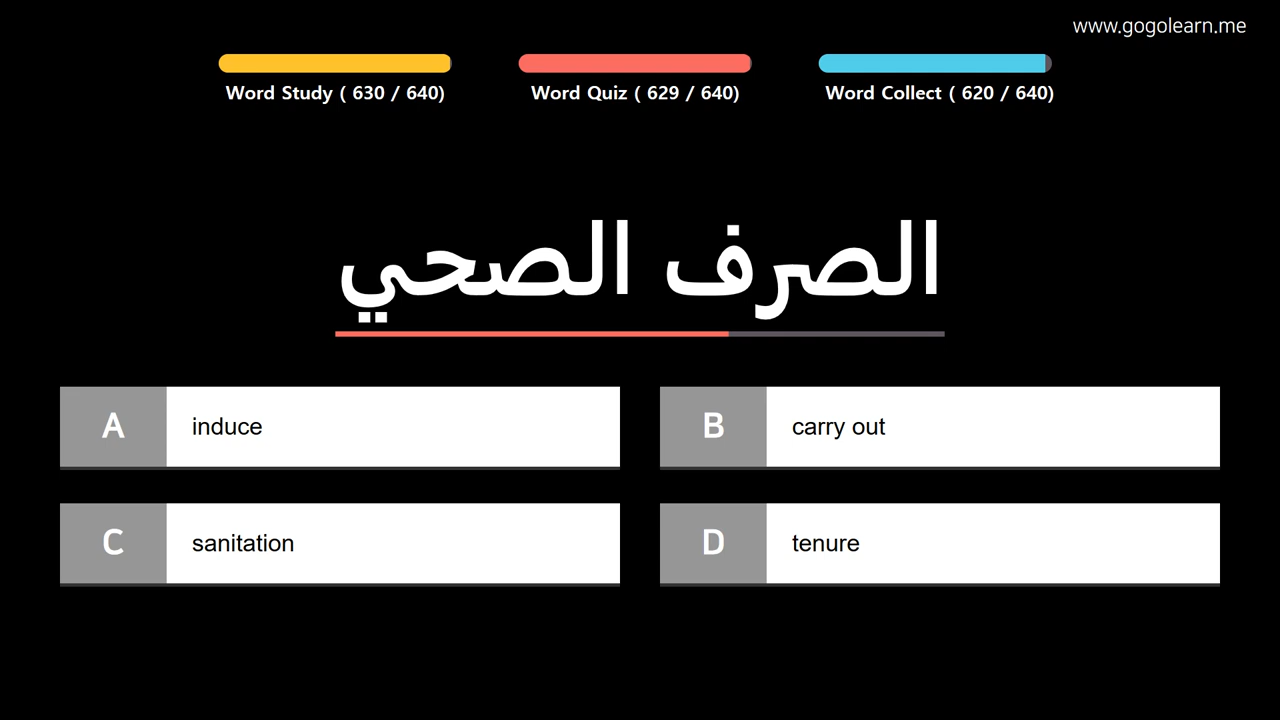 www.gogolearn.me
Word Study ( 630 / 640)
Word Quiz ( 629 / 640)
Word Collect ( 620 / 640)
الصرف الصحي
A induce
B carry out
C sanitation
D tenure